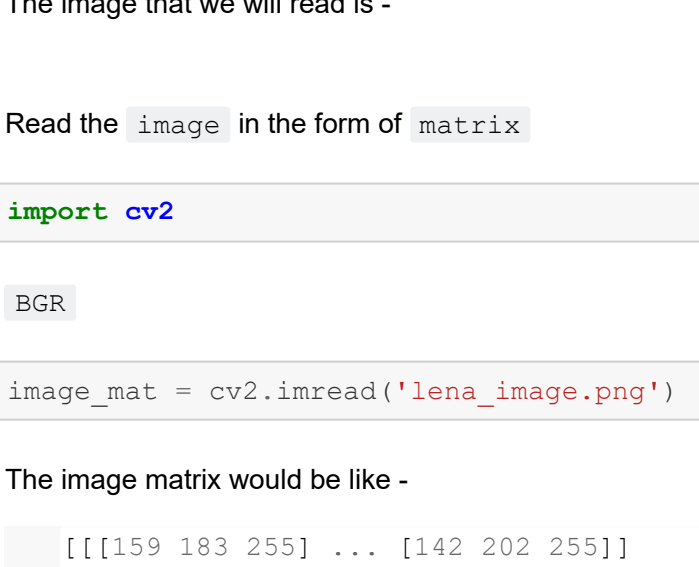 The image that we will read is -
Read the image in the form of matrix
import cv2
BGR
image_mat = cv2.imread('lena_image.png')
The image matrix would be like -
[[[159 183 255] ... [142 202 255]]